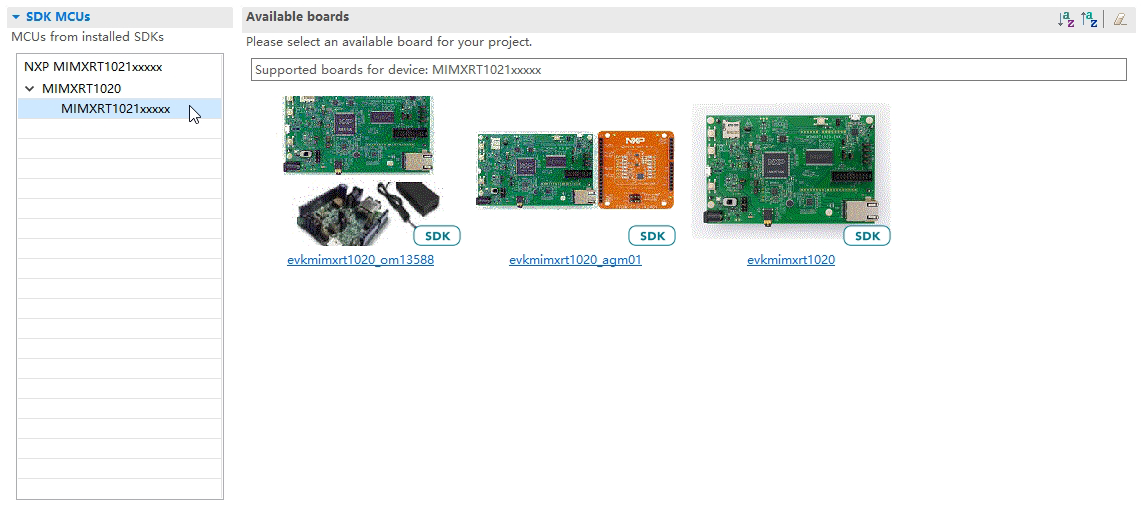 SDK MCUs
MCUs from installed SDKs
NXP MIMXRT1021xxxxx
MIMXRT1020
MIMXRT1021xxxxx
Available boards
Please select an available board for your project.
Supported boards for device: MIMXRT1021xxxxx
NXP
SDK
SDK
SDK
evkmimxrt1020_om13588
evkmimxrt1020_agm01
evkmimxrt1020